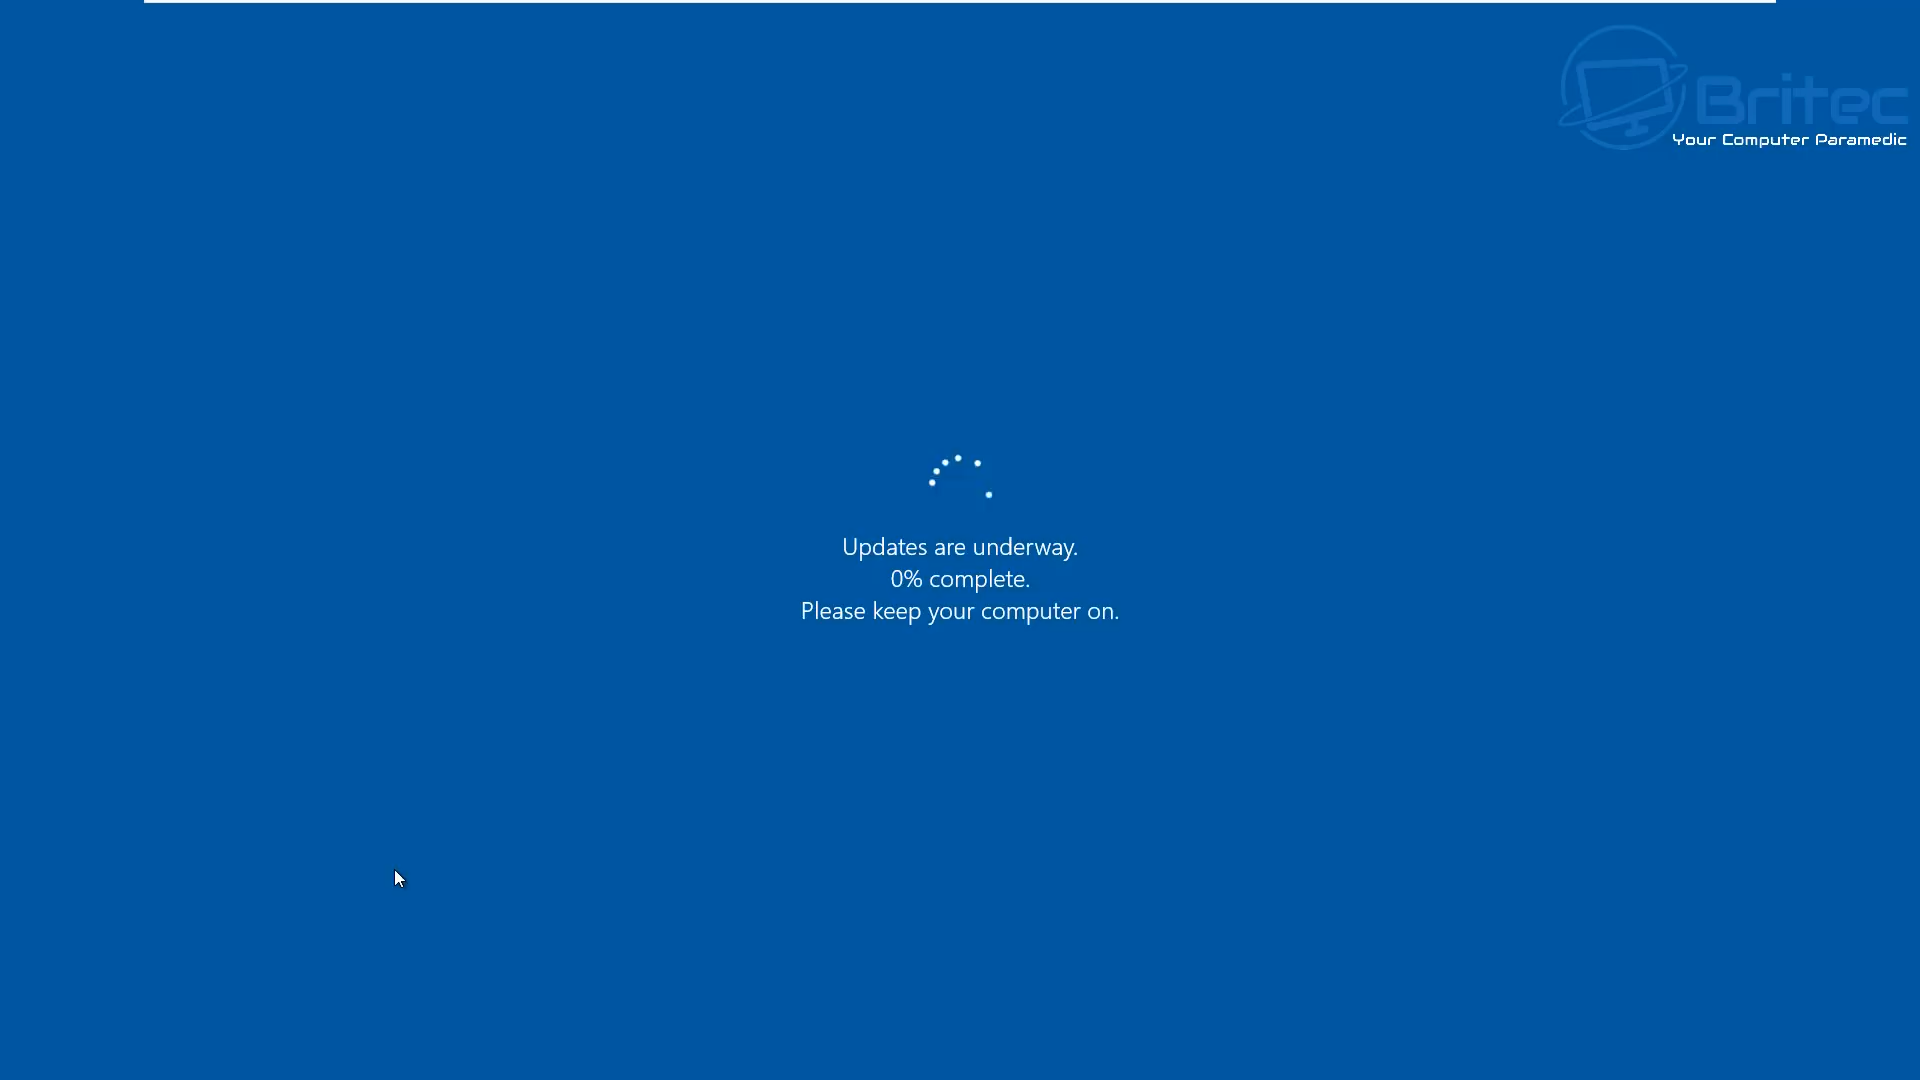 Britec
Your Computer Paramedic
Updates are underway.
0% complete.
Please keep your computer on.